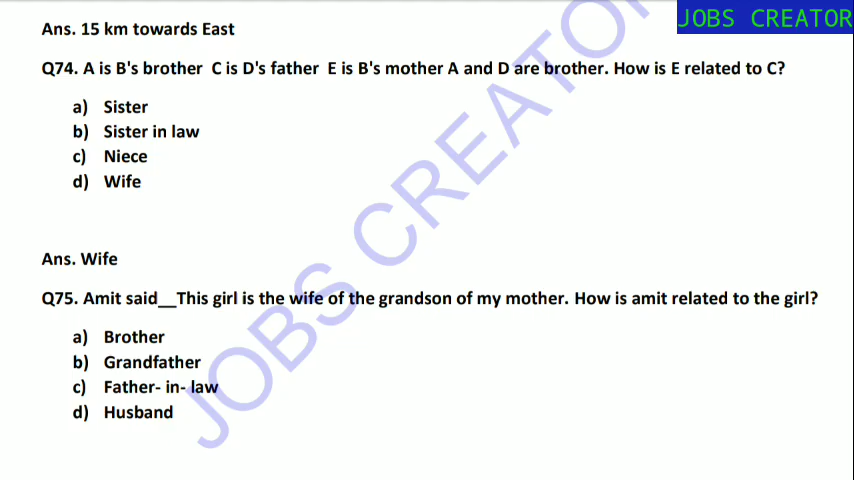 JOBS CREATOR
Ans. 15 km towards East
Q74. A is B's brother C is D's father E is B's mother A and D are brother. How is E related to C?
a) Sister
b) Sister in law
c) Niece
d) Wife
Ans. Wife
Q75. Amit said__This girl is the wife of the grandson of my mother. How is amit related to the girl?
a) Brother
b) Grandfather
c) Father- in- law
d) Husband
JOBS CREATOR